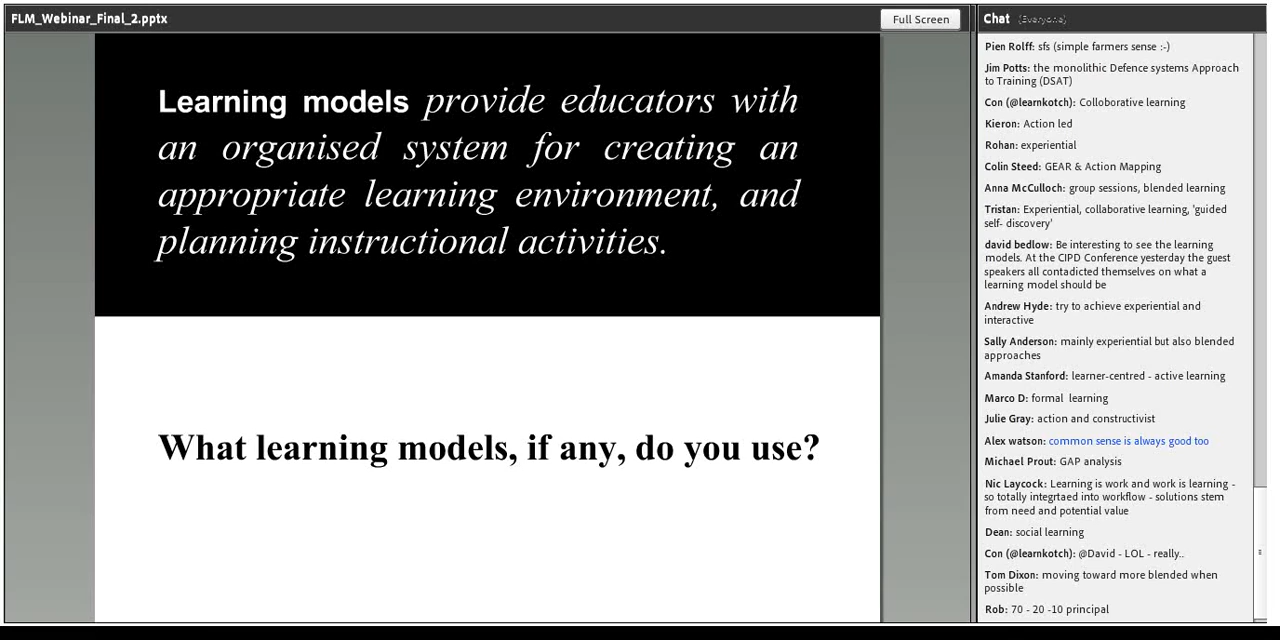 FLM_Webinar_Final_2.pptx
Full Screen
Learning models provide educators with
an organised system for creating an
appropriate learning environment, and
planning instructional activities.
What learning models, if any, do you use?
Chat (Everyone)
Pien Rolff: sfs (simple farmers sense :-)
Jim Potts: the monolithic Defence systems Approach
to Training (DSAT)
Con (@learnkotch): Colloborative learning
Kieron: Action led
Rohan: experiential
Colin Steed: GEAR & Action Mapping
Anna McCulloch: group sessions, blended learning
Tristan: Experiential, collaborative learning, 'guided
self- discovery'
david bedlow: Be interesting to see the learning
models. At the CIPD Conference yesterday the guest
speakers all contadicted themselves on what a
learning model should be
Andrew Hyde: try to achieve experiential and
interactive
Sally Anderson: mainly experiential but also blended
approaches
Amanda Stanford: learner-centred - active learning
Marco D: formal learning
Julie Gray: action and constructivist
Alex watson: common sense is always good too
Michael Prout: GAP analysis
Nic Laycock: Learning is work and work is learning -
so totally integrtaed into workflow - solutions stem
from need and potential value
Dean: social learning
Con (@learnkotch): @David - LOL - really..
Tom Dixon: moving toward more blended when
possible
Rob: 70 - 20 -10 principal